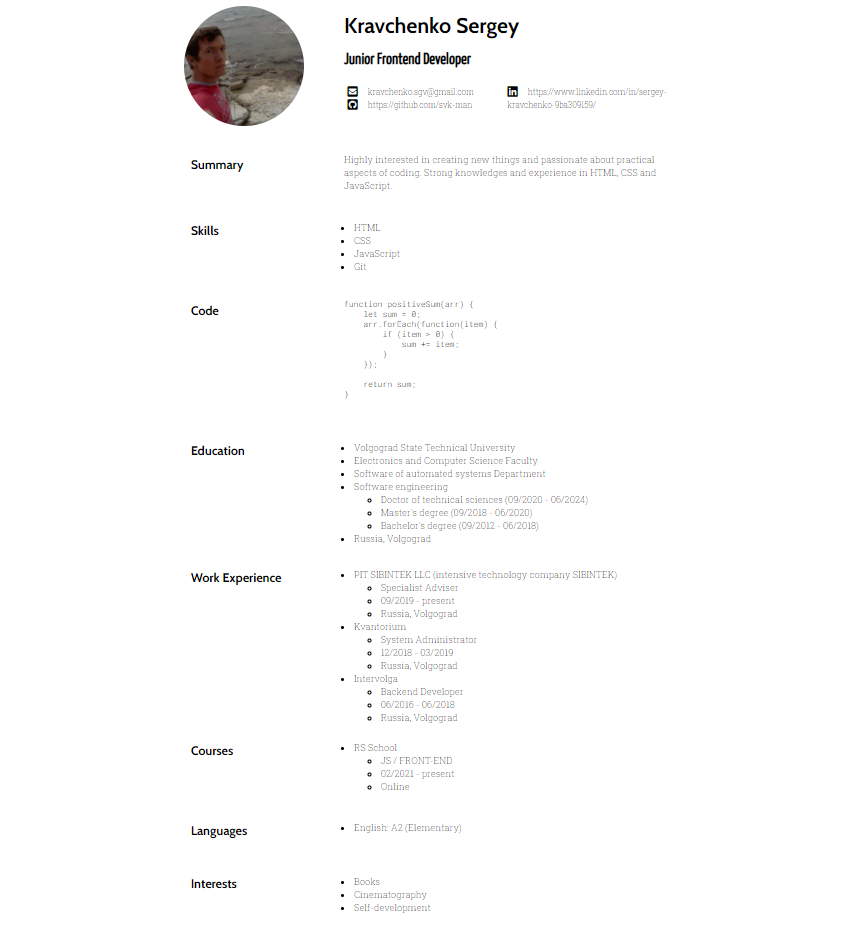 Kravchenko Sergey
Junior Frontend Developer
kravchenko.sgv@gmail.com
https://github.com/svk-man
https://www.linkedin.com/in/sergey-
kravchenko-9ba309159/
Summary
Highly interested in creating new things and passionate about practical
aspects of coding. Strong knowledges and experience in HTML, CSS and
JavaScript.
Skills
HTML
CSS
JavaScript
Git
Code
function positiveSum(arr) {
    let sum = 0;
    arr.forEach(function(item) {
        if (item > 0) {
            sum += item;
        }
    });
    return sum;
}
Education
Volgograd State Technical University
Electronics and Computer Science Faculty
Software of automated systems Department
Software engineering
Doctor of technical sciences (09/2020 - 06/2024)
Master's degree (09/2018 - 06/2020)
Bachelor's degree (09/2012 - 06/2018)
Russia, Volgograd
Work Experience
PIT SIBINTEK LLC (intensive technology company SIBINTEK)
Specialist Adviser
09/2019 - present
Russia, Volgograd
Kvantorium
System Administrator
12/2018 - 03/2019
Russia, Volgograd
Intervolga
Backend Developer
06/2016 - 06/2018
Russia, Volgograd
Courses
RS School
JS / FRONT-END
02/2021 - present
Online
Languages
English: A2 (Elementary)
Interests
Books
Cinematography
Self-development